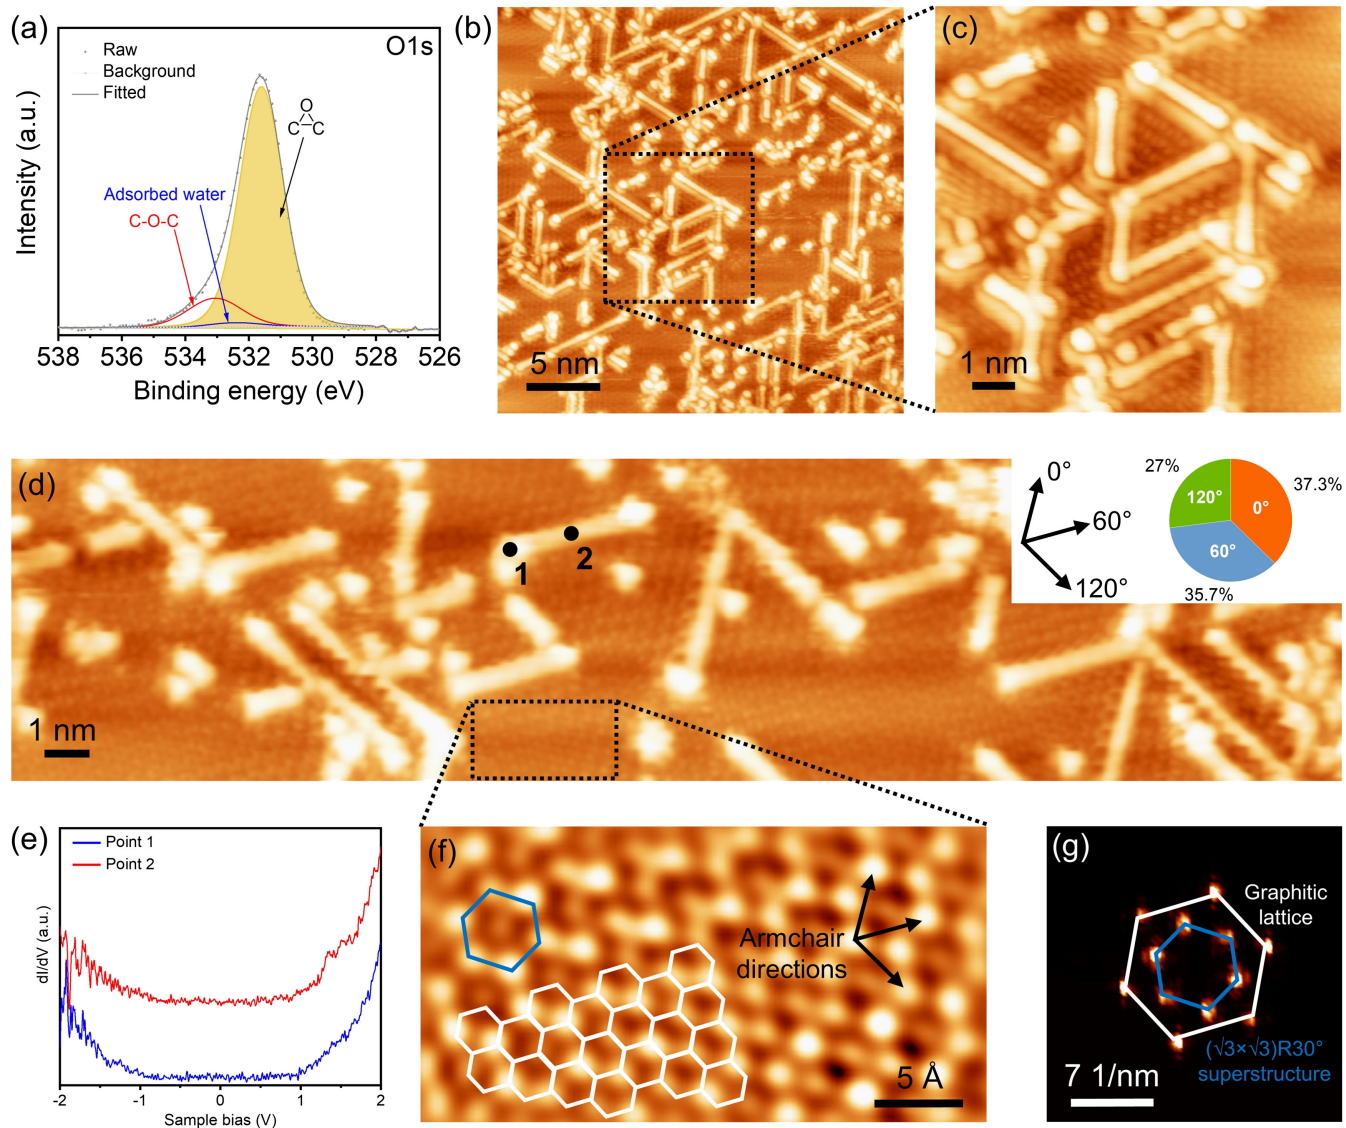 (a)
O1s
Raw
Background
Fitted
O
C C
Adsorbed water
C-O-C
Intensity (a.u.)
538 536 534 532 530 528 526
Binding energy (eV)
(b)
5 nm
(c)
1 nm
(d)
1
2
1 nm
0°
60°
120°
27%
37.3%
35.7%
120°
0°
60°
(e)
Point 1
Point 2
dI/dV (a.u.)
-2 -1 0 1 2
Sample bias (V)
(f)
Armchair
directions
5 Å
(g)
Graphitic
lattice
(√3×√3)R30°
superstructure
7 1/nm